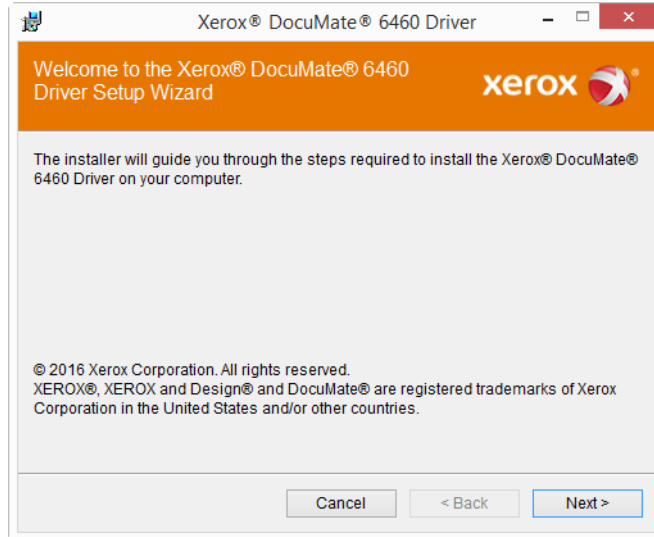 Xerox® DocuMate® 6460 Driver
Welcome to the Xerox® DocuMate® 6460
Driver Setup Wizard
xerox ®
The installer will guide you through the steps required to install the Xerox® DocuMate®
6460 Driver on your computer.
© 2016 Xerox Corporation. All rights reserved.
XEROX®, XEROX and Design® and DocuMate® are registered trademarks of Xerox
Corporation in the United States and/or other countries.
Cancel < Back Next >